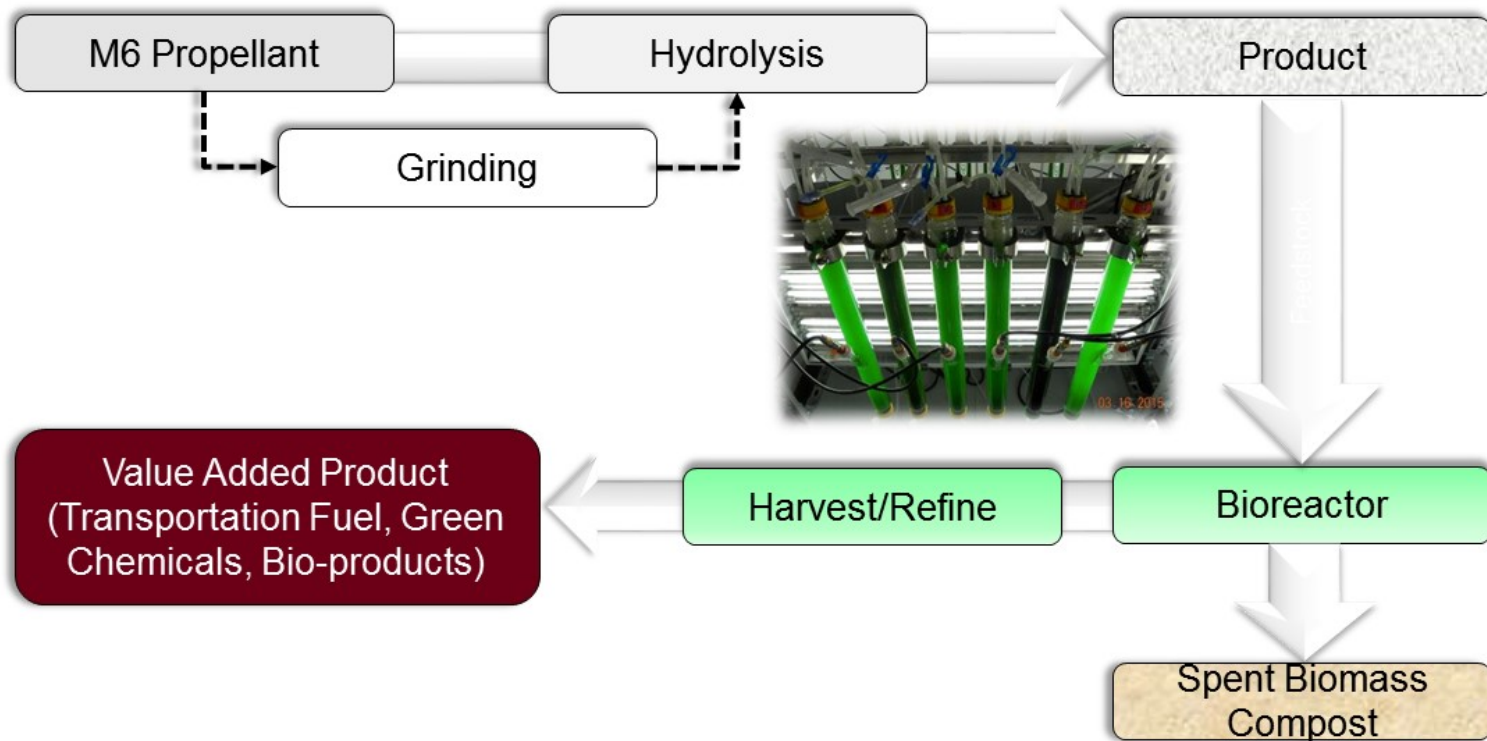 M6 Propellant
Hydrolysis
Product
Grinding
Feedstock
03 16 2015
Value Added Product
(Transportation Fuel, Green
Chemicals, Bio-products)
Harvest/Refine
Bioreactor
Spent Biomass
Compost